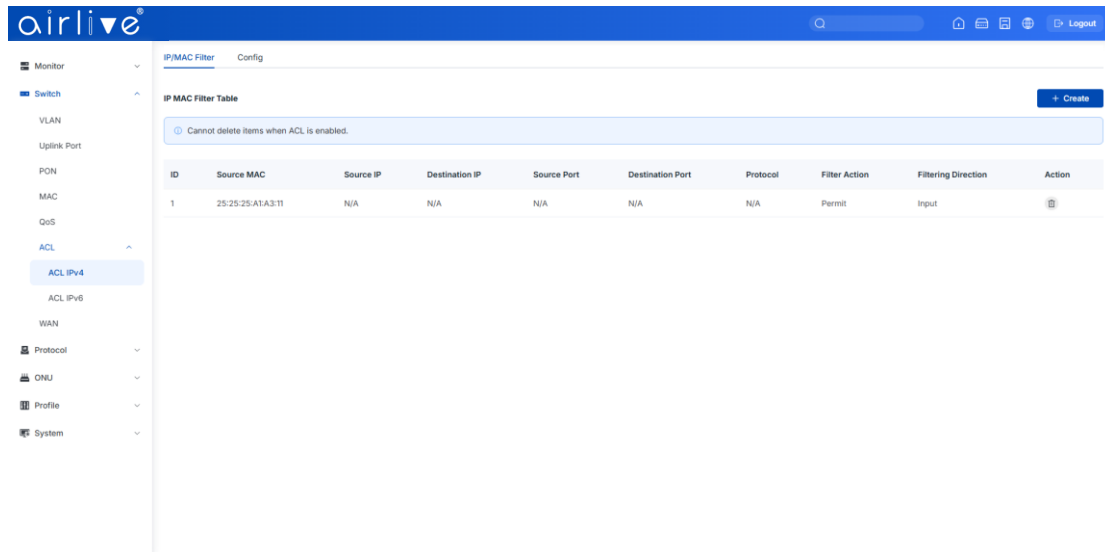 airlive®
Logout
Monitor
Switch
VLAN
Uplink Port
PON
MAC
QoS
ACL
ACL IPv4
ACL IPv6
WAN
Protocol
ONU
Profile
System
IP/MAC Filter Config
IP MAC Filter Table
+ Create
Cannot delete items when ACL is enabled.
ID Source MAC Source IP Destination IP Source Port Destination Port Protocol Filter Action Filtering Direction Action
1 25:25:25:A1:A3:11 N/A N/A N/A N/A N/A Permit Input